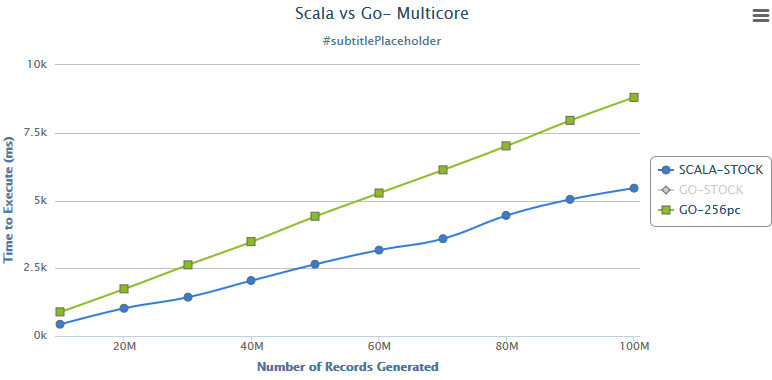 Scala vs Go- Multicore
#subtitlePlaceholder
10k
7.5k
5k
2.5k
0k
Time to Execute (ms)
20M
40M
60M
80M
100M
Number of Records Generated
SCALA-STOCK
GO-STOCK
GO-256pc